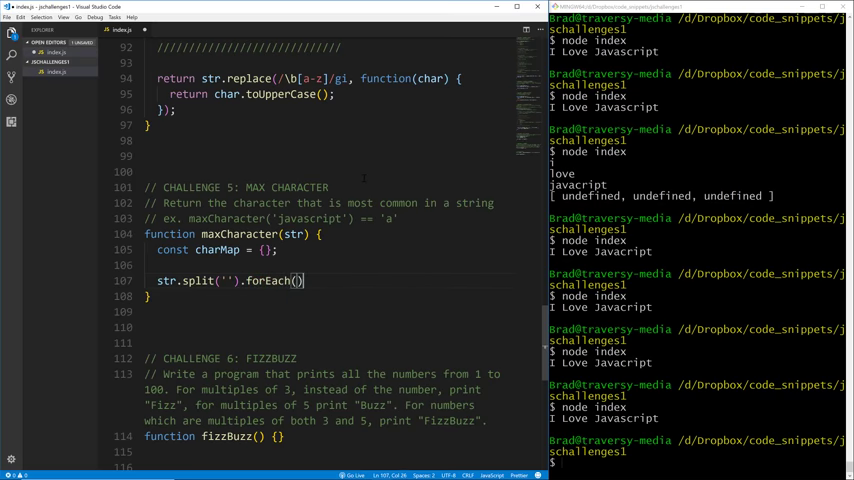 index.js - jschallenges1 - Visual Studio Code
File Edit Selection View Go Debug Tasks Help
index.js
OPEN EDITORS 1 UNSAVED
index.js
JSCHALLENGES1
index.js
92 //////////////////////////////
93
94 return str.replace(/\b[a-z]/gi, function(char) {
95 return char.toUpperCase();
96 });
97 }
98
99
100
101 // CHALLENGE 5: MAX CHARACTER
102 // Return the character that is most common in a string
103 // ex. maxCharacter('javascript') == 'a'
104 function maxCharacter(str) {
105 const charMap = {};
106
107 str.split('').forEach()
108 }
109
110
111
112 // CHALLENGE 6: FIZZBUZZ
113 // Write a program that prints all the numbers from 1 to
100. For multiples of 3, instead of the number, print
"Fizz", for multiples of 5 print "Buzz". For numbers
which are multiples of both 3 and 5, print "FizzBuzz".
114 function fizzBuzz() {}
115
116
0 0 Go Live Ln 107, Col 26 Spaces: 2 UTF-8 CRLF JavaScript Prettier
MINGW64:/d/Dropbox/code_snippets/jschallenges1
Brad@traversy-media /d/Dropbox/code_snippets/j
schallenges1
$ node index
I Love Javascript
Brad@traversy-media /d/Dropbox/code_snippets/j
schallenges1
$ node index
I Love Javascript
Brad@traversy-media /d/Dropbox/code_snippets/j
schallenges1
$ node index
i
love
javacript
[ undefined, undefined, undefined ]
Brad@traversy-media /d/Dropbox/code_snippets/j
schallenges1
$ node index
I Love Javascript
Brad@traversy-media /d/Dropbox/code_snippets/j
schallenges1
$ node index
I Love Javascript
Brad@traversy-media /d/Dropbox/code_snippets/j
schallenges1
$ node index
I Love Javascript
Brad@traversy-media /d/Dropbox/code_snippets/j
schallenges1
$ node index
I Love Javascript
Brad@traversy-media /d/Dropbox/code_snippets/j
schallenges1
$